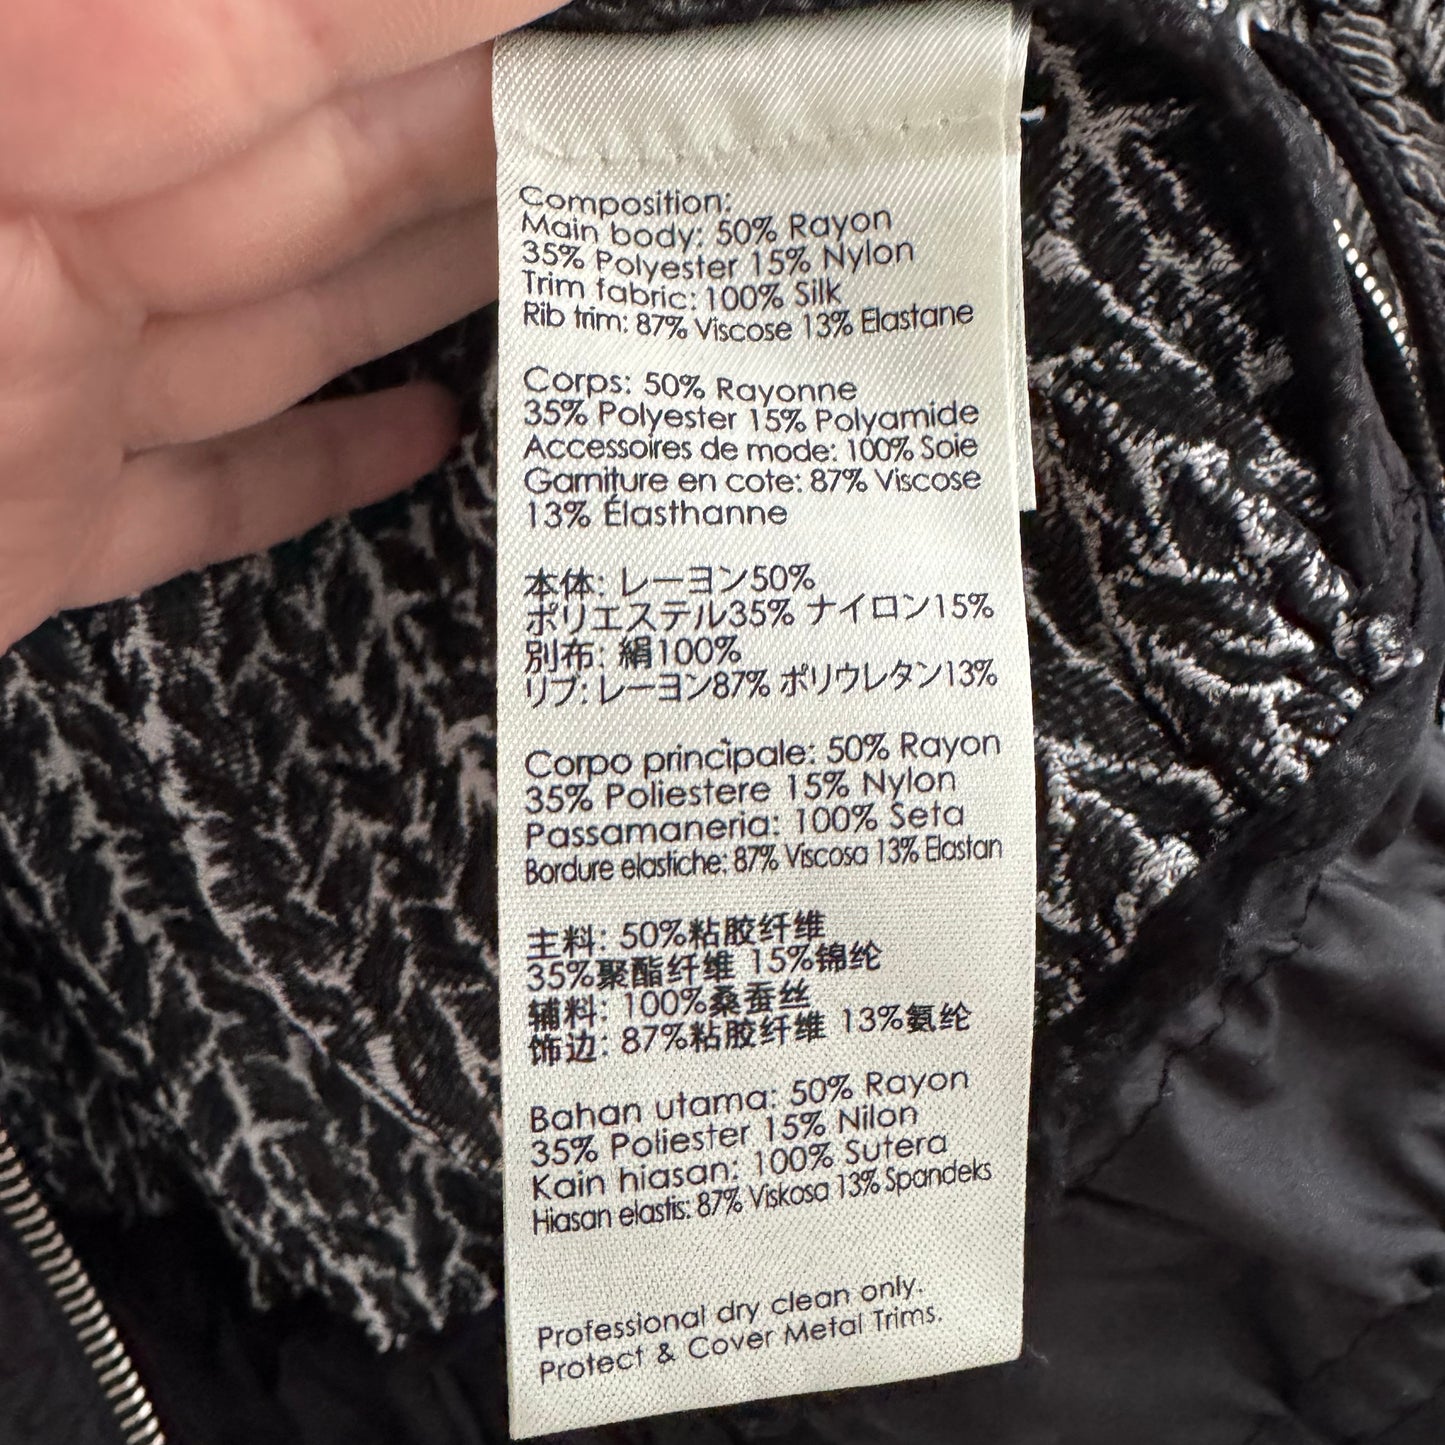 Composition:
Main body: 50% Rayon
35% Polyester 15% Nylon
Trim fabric: 100% Silk
Rib trim: 87% Viscose 13% Elastane
Corps: 50% Rayonne
35% Polyester 15% Polyamide
Accessoires de mode: 100% Soie
Garniture en cote: 87% Viscose
13% Élasthanne
本体: レーヨン50%
ポリエステル35% ナイロン15%
別布: 絹100%
リブ: レーヨン87% ポリウレタン13%
Corpo principale: 50% Rayon
35% Poliestere 15% Nylon
Passamaneria: 100% Seta
Bordure elastiche: 87% Viscosa 13% Elastan
主料: 50%粘胶纤维
35%聚酯纤维 15%锦纶
辅料: 100%桑蚕丝
饰边: 87%粘胶纤维 13%氨纶
Bahan utama: 50% Rayon
35% Poliester 15% Nilon
Kain hiasan: 100% Sutera
Hiasan elastis: 87% Viskosa 13% Spandeks
Professional dry clean only.
Protect & Cover Metal Trims.